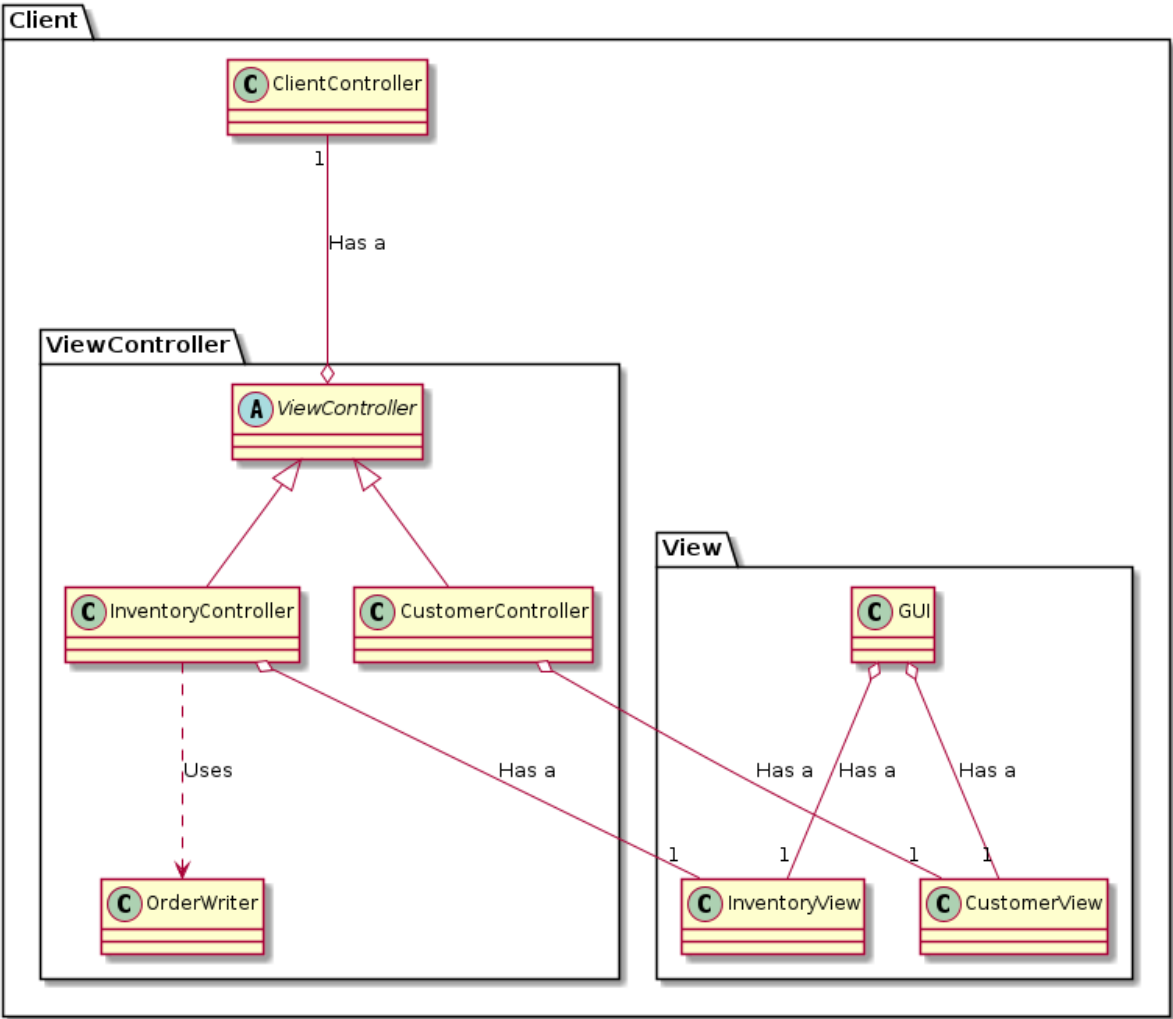 Client
C ClientController
1
Has a
ViewController
A ViewController
View
C InventoryController
C CustomerController
C GUI
Uses
Has a
Has a
Has a
Has a
1
1
1
1
C OrderWriter
C InventoryView
C CustomerView